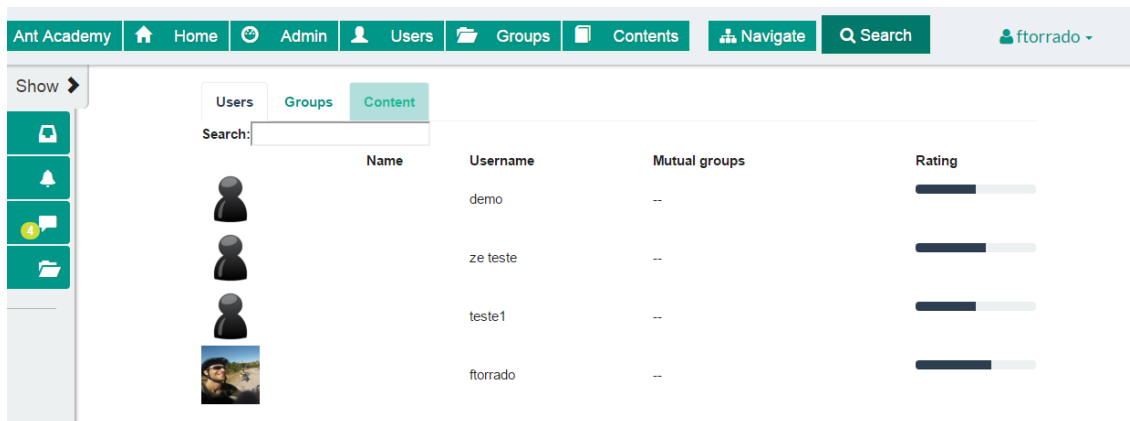 Ant Academy Home Admin Users Groups Contents Navigate Search ftorrado
Show
Users Groups Content
Search:
Name Username Mutual groups Rating
demo --
4
ze teste --
teste1 --
ftorrado --